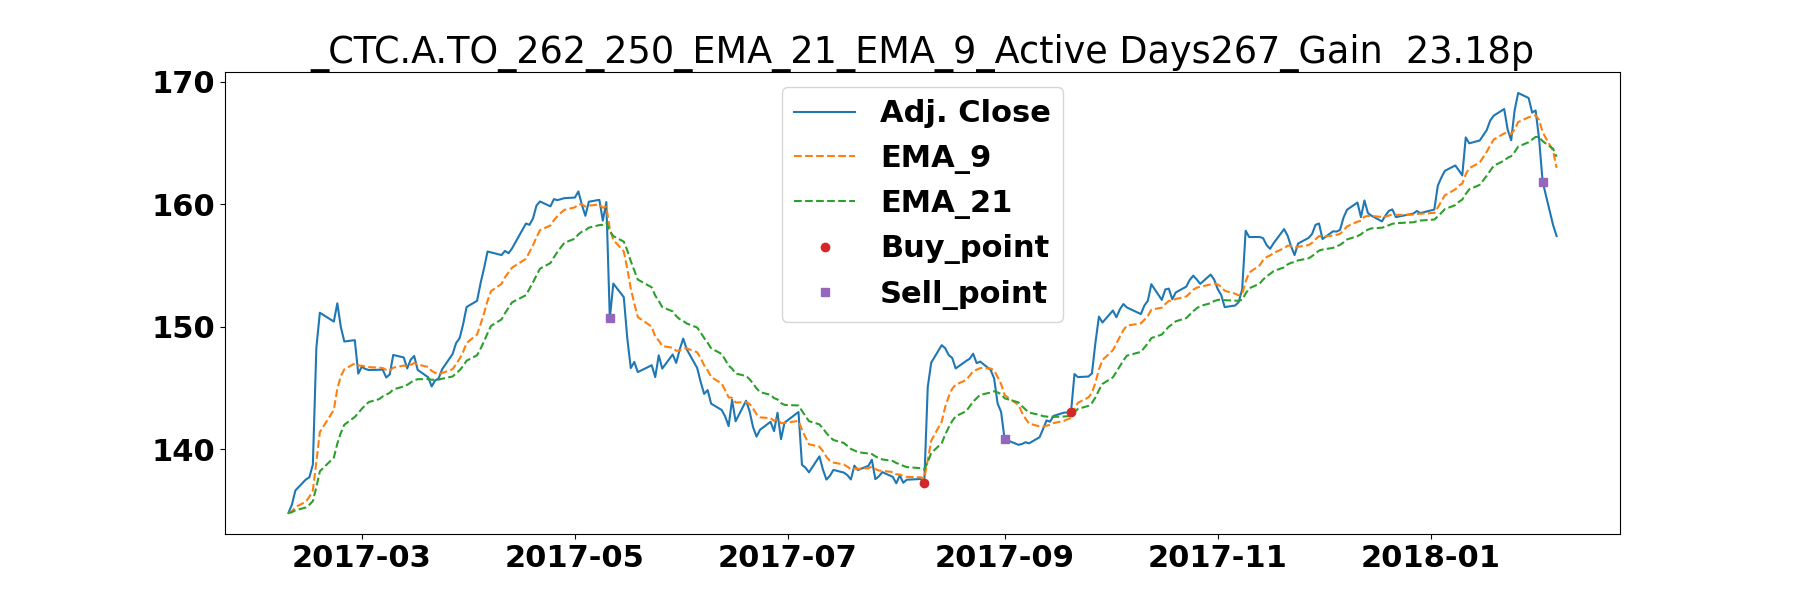 _CTC.A.TO_262_250_EMA_21_EMA_9_Active Days267_Gain  23.18p
170
160
150
140
Adj. Close
EMA_9
EMA_21
Buy_point
Sell_point
2017-03 2017-05 2017-07 2017-09 2017-11 2018-01